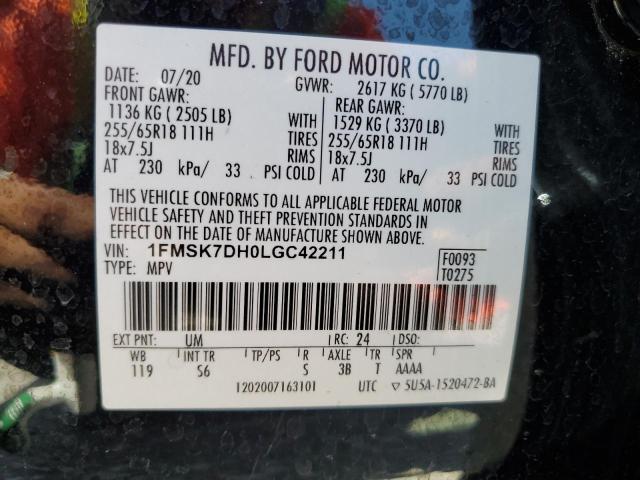 MFD. BY FORD MOTOR CO.
DATE: 07/20 GVWR: 2617 KG ( 5770 LB)
FRONT GAWR: REAR GAWR:
1136 KG ( 2505 LB) WITH 1529 KG ( 3370 LB) WITH
255/65R18 111H TIRES 255/65R18 111H TIRES
18x7.5J RIMS 18x7.5J RIMS
AT 230 kPa/ 33 PSI COLD AT 230 kPa/ 33 PSI COLD
THIS VEHICLE CONFORMS TO ALL APPLICABLE FEDERAL MOTOR
VEHICLE SAFETY AND THEFT PREVENTION STANDARDS IN
EFFECT ON THE DATE OF MANUFACTURE SHOWN ABOVE.
VIN: 1FMSK7DH0LGC42211 F0093
TYPE: MPV T0275
EXT PNT: UM RC: 24 DSO:
WB INT TR TP/PS R AXLE TR SPR
119 S6 S 3B T AAAA
1202007163101 UTC ▽ 5U5A-1520472-BA